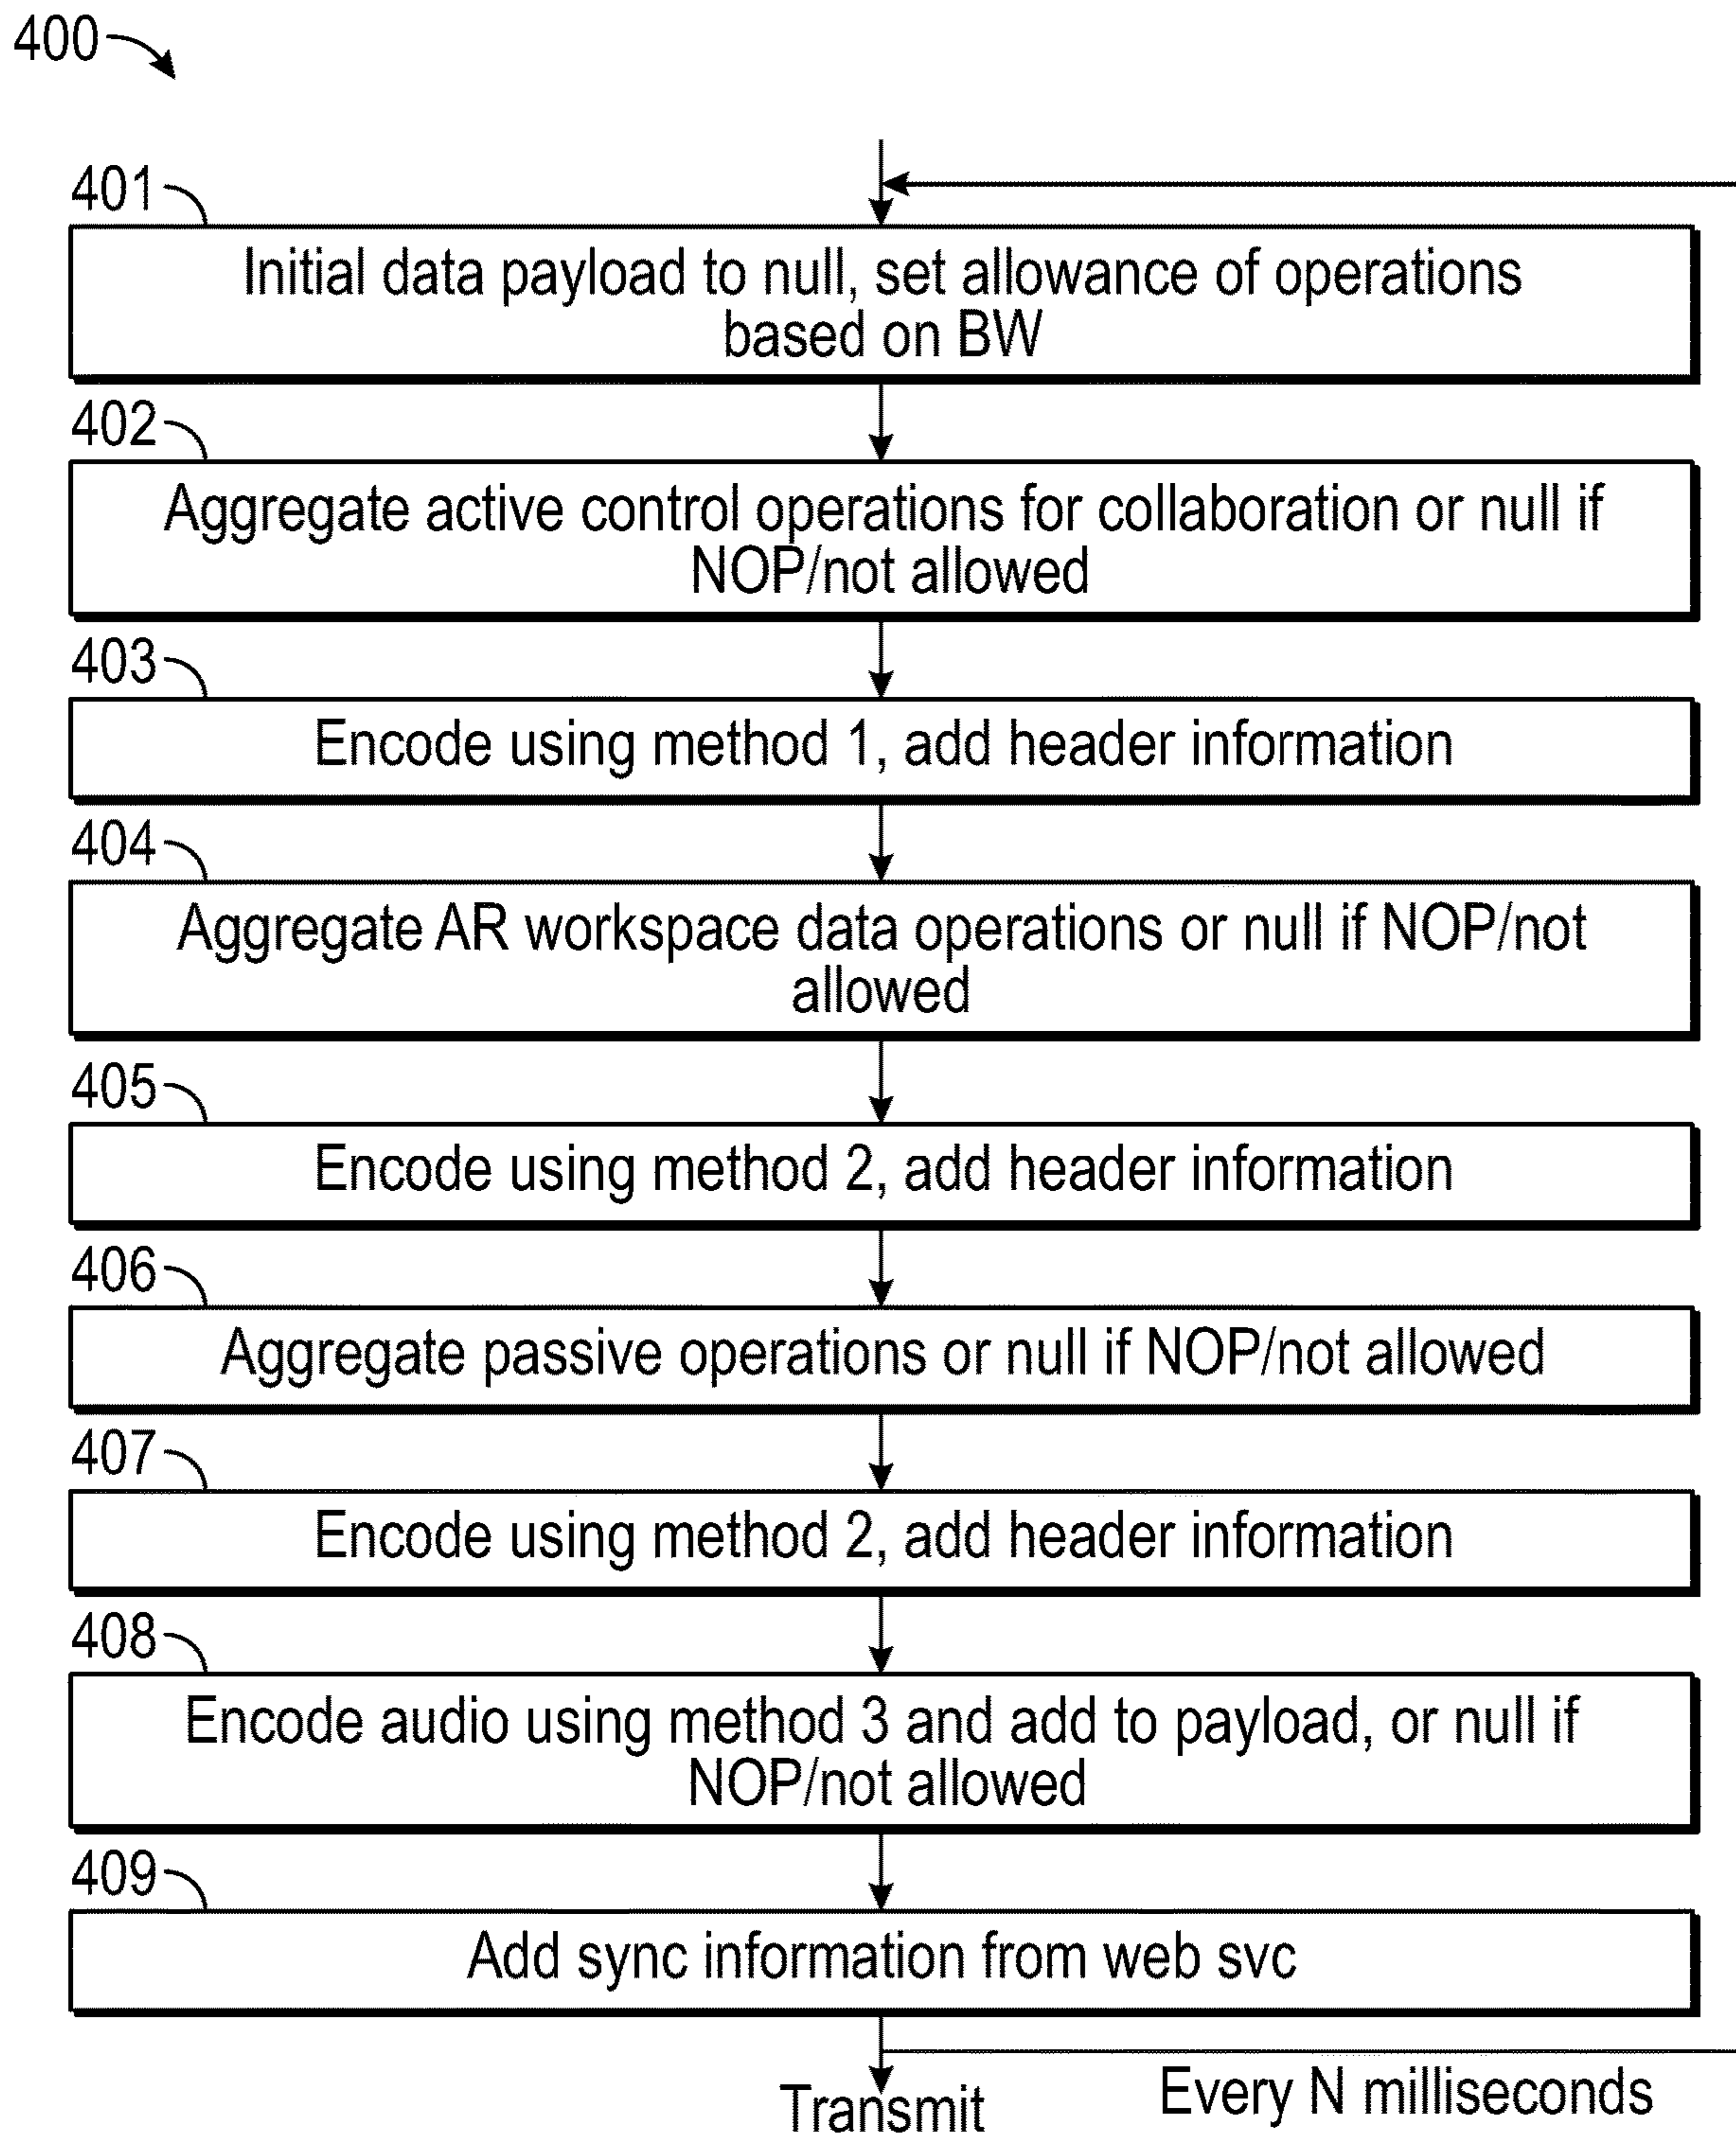 400
401
Initial data payload to null, set allowance of operations
based on BW
402
Aggregate active control operations for collaboration or null if
NOP/not allowed
403
Encode using method 1, add header information
404
Aggregate AR workspace data operations or null if NOP/not
allowed
405
Encode using method 2, add header information
406
Aggregate passive operations or null if NOP/not allowed
407
Encode using method 2, add header information
408
Encode audio using method 3 and add to payload, or null if
NOP/not allowed
409
Add sync information from web svc
Transmit
Every N milliseconds